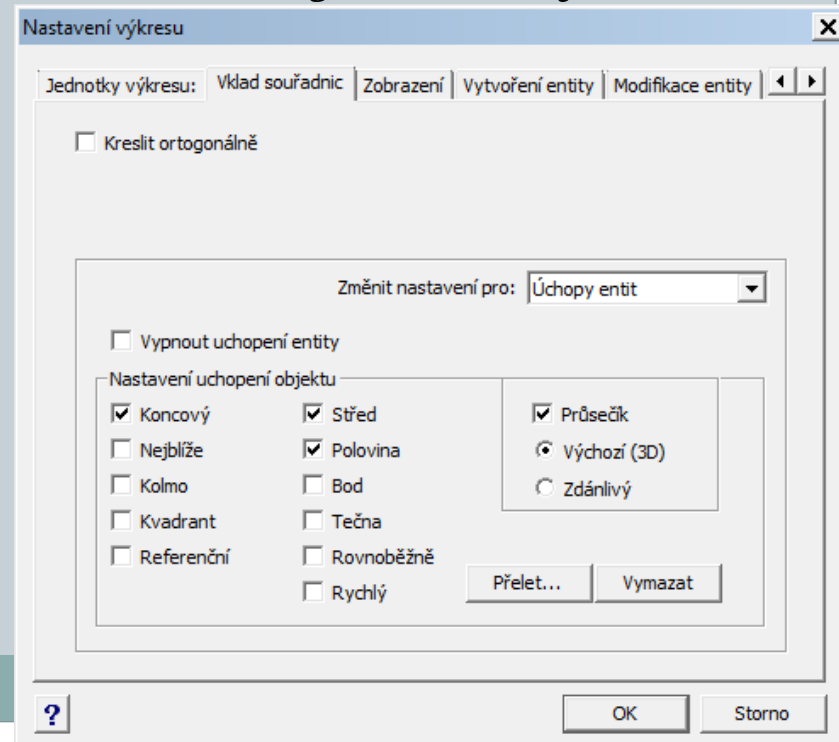 Nastavení výkresu
Jednotky výkresu: Vklad souřadnic Zobrazení Vytvoření entity Modifikace entity
Kreslit ortogonálně
Změnit nastavení pro: Úchopy entit
Vypnout uchopení entity
Nastavení uchopení objektu
Koncový Střed Průsečík
Nejblíže Polovina Výchozí (3D)
Kolmo Bod Zdánlivý
Kvadrant Tečna
Referenční Rovnoběžně
Rychlý Přelet... Vymazat
? OK Storno